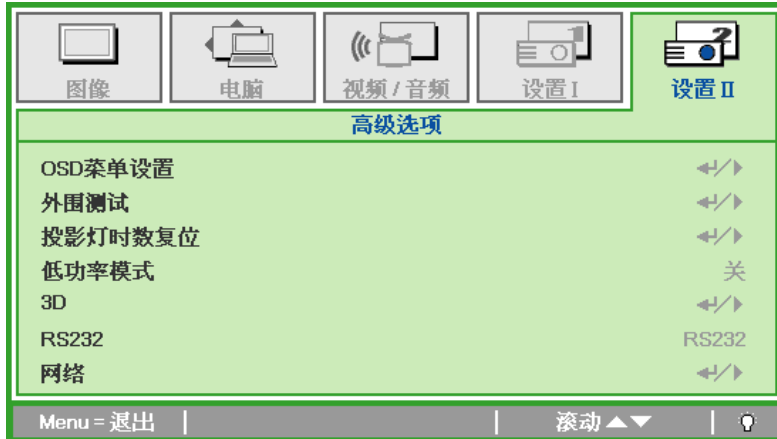 图像 电脑 视频 / 音频 设置 I 设置 II
高级选项
OSD菜单设置
外围测试
投影灯时数复位
低功率模式 关
3D
RS232 RS232
网络
Menu = 退出 滚动▲▼